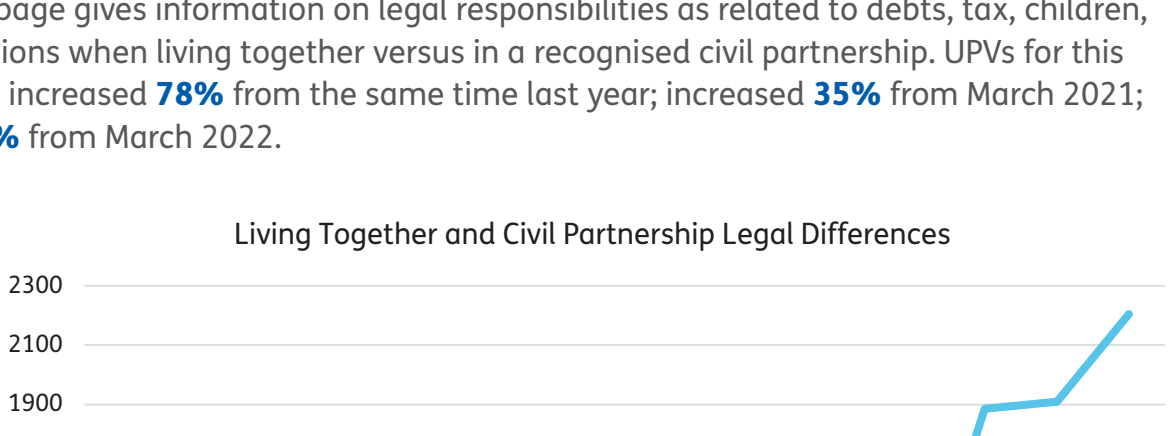 page gives information on legal responsibilities as related to debts, tax, children,
ions when living together versus in a recognised civil partnership. UPVs for this
increased 78% from the same time last year; increased 35% from March 2021;
% from March 2022.
Living Together and Civil Partnership Legal Differences
2300
2100
1900